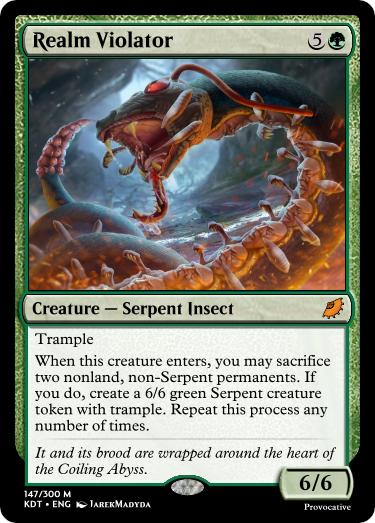 Realm Violator
5
Creature — Serpent Insect
Trample
When this creature enters, you may sacrifice
two nonland, non-Serpent permanents. If
you do, create a 6/6 green Serpent creature
token with trample. Repeat this process any
number of times.
It and its brood are wrapped around the heart of
the Coiling Abyss.
6/6
147/300 M
KDT • ENG JarekMadyda
Provocative